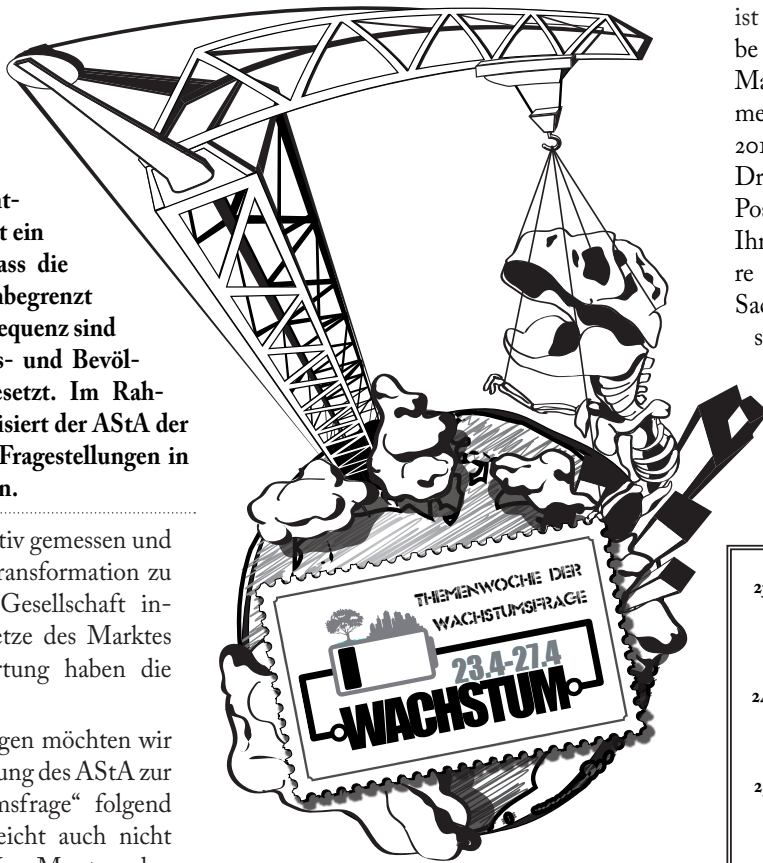 t ein
ass die
nbegrenzt
equenz sind
s- und Bevöl-
esetzt. Im Rah-
isiert der AStA der
Fragestellungen in
n.
tiv gemessen und
ransformation zu
Gesellschaft in-
etze des Marktes
rtung haben die
gen möchten wir
ung des AStA zur
msfrage“ folgend
eicht auch nicht
THEMENWOCHE DER
WACHSTUMSFRAGE
23.4-27.4
WACHSTUM
ist
be
Ma
me
201
Dr
Pos
Ihr
re
Sac
s
2
24
2